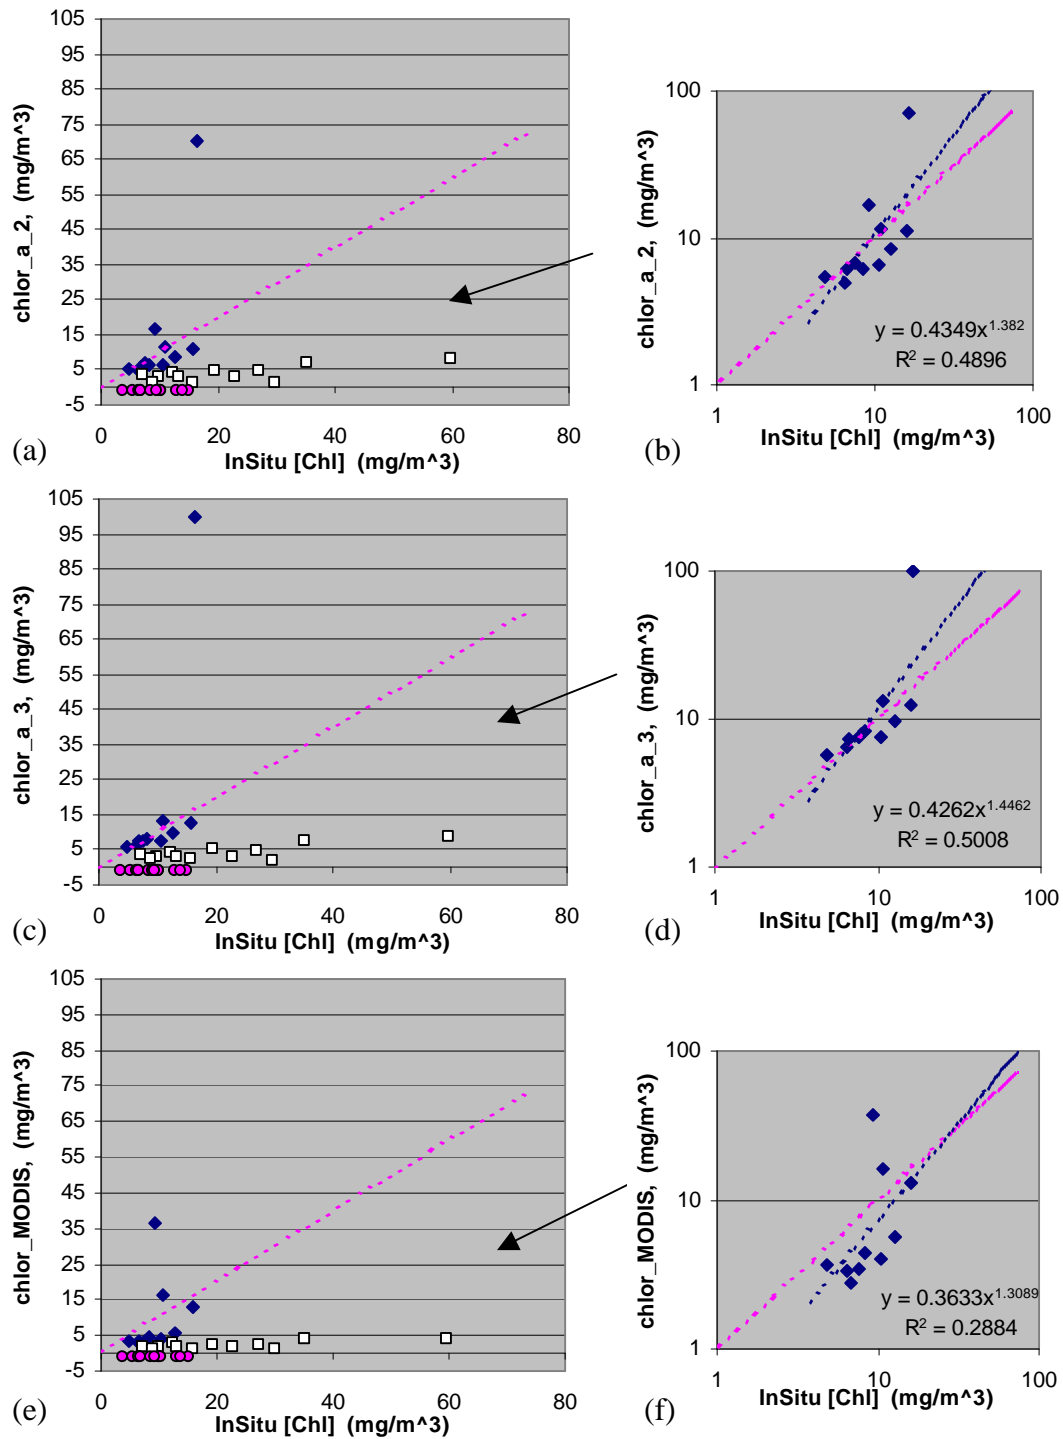 105
95
85
75
65
55
45
35
25
15
5
-5
chlor_a_2, (mg/m^3)
0
20
40
60
80
InSitu [Chl] (mg/m^3)
(a)
100
10
1
chlor_a_2, (mg/m^3)
y = 0.4349x^1.382
R² = 0.4896
1
10
100
InSitu [Chl] (mg/m^3)
(b)
105
95
85
75
65
55
45
35
25
15
5
-5
chlor_a_3, (mg/m^3)
0
20
40
60
80
InSitu [Chl] (mg/m^3)
(c)
100
10
1
chlor_a_3, (mg/m^3)
y = 0.4262x^1.4462
R² = 0.5008
1
10
100
InSitu [Chl] (mg/m^3)
(d)
105
95
85
75
65
55
45
35
25
15
5
-5
chlor_MODIS, (mg/m^3)
0
20
40
60
80
InSitu [Chl] (mg/m^3)
(e)
100
10
1
chlor_MODIS, (mg/m^3)
y = 0.3633x^1.3089
R² = 0.2884
1
10
100
InSitu [Chl] (mg/m^3)
(f)